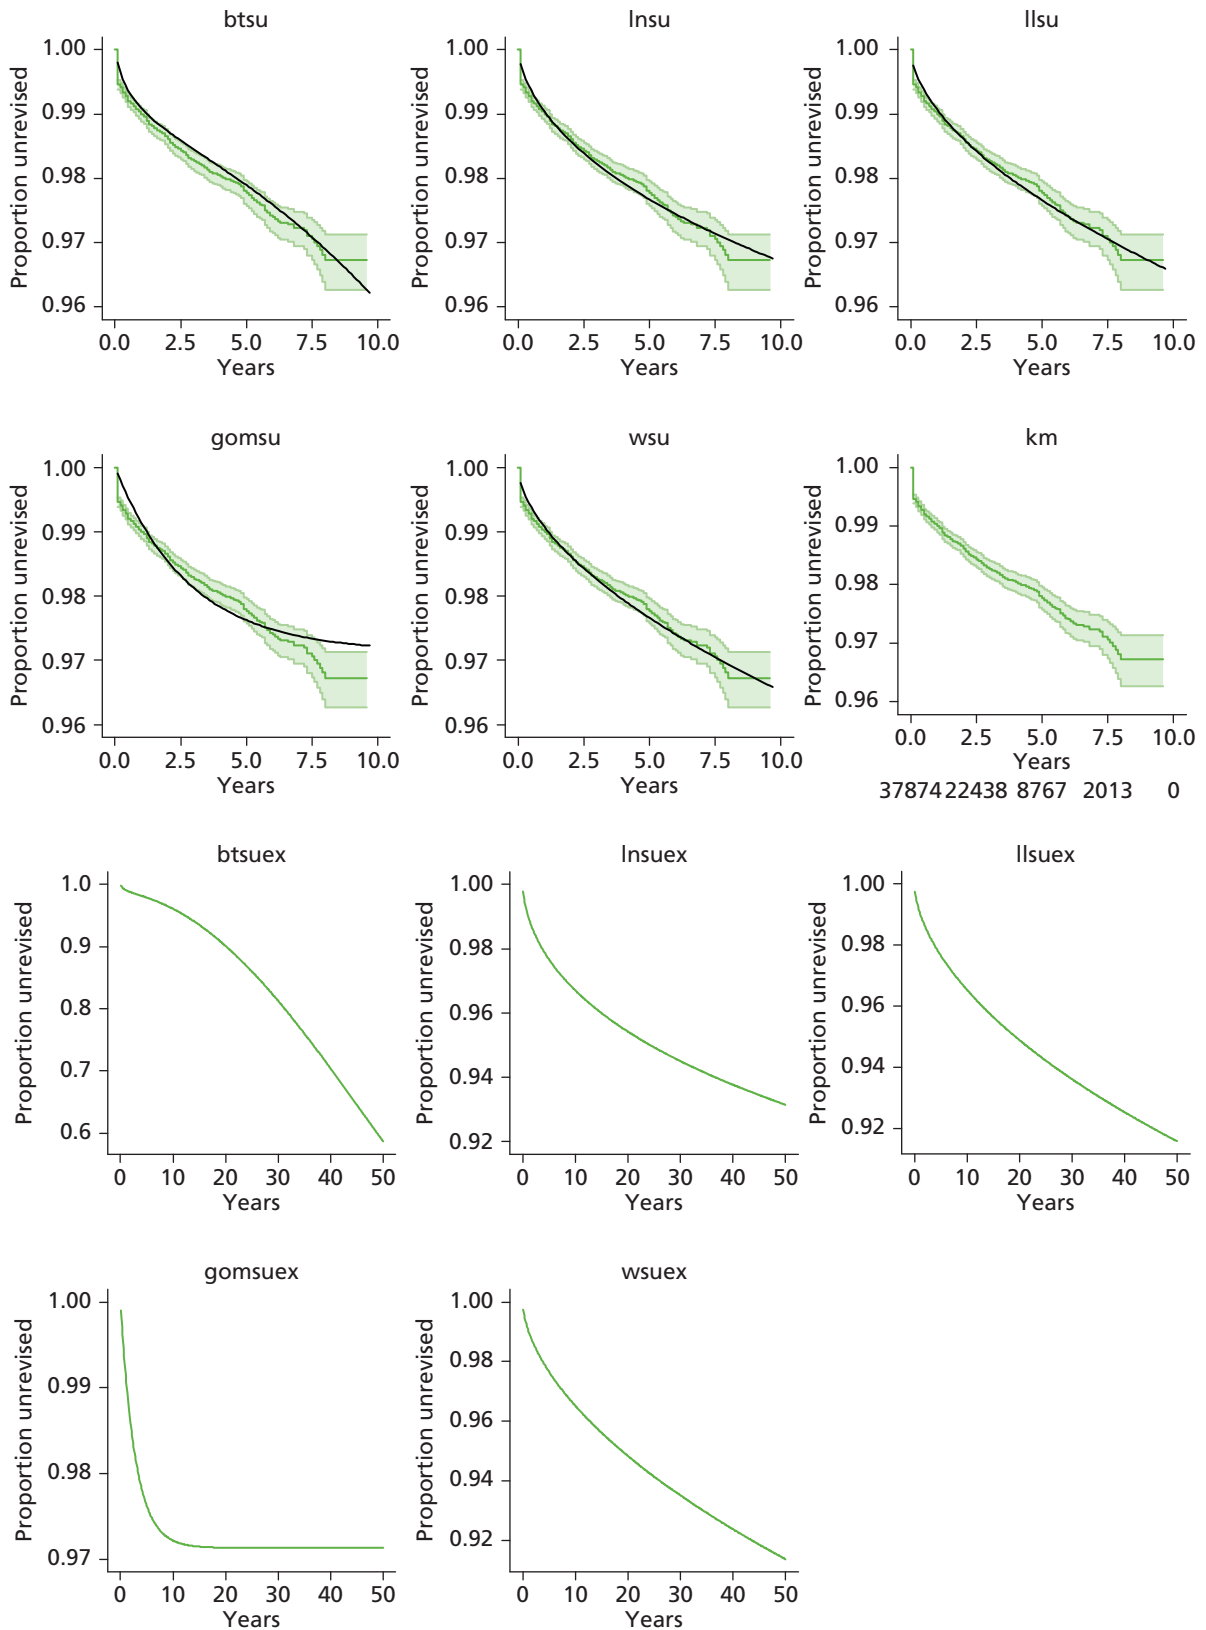 btsu
lnsu
llsu
Proportion unrevised
1.00
0.99
0.98
0.97
0.96
0.0 2.5 5.0 7.5 10.0
Years
Proportion unrevised
1.00
0.99
0.98
0.97
0.96
0.0 2.5 5.0 7.5 10.0
Years
Proportion unrevised
1.00
0.99
0.98
0.97
0.96
0.0 2.5 5.0 7.5 10.0
Years
gomsu
wsu
km
Proportion unrevised
1.00
0.99
0.98
0.97
0.96
0.0 2.5 5.0 7.5 10.0
Years
Proportion unrevised
1.00
0.99
0.98
0.97
0.96
0.0 2.5 5.0 7.5 10.0
Years
Proportion unrevised
1.00
0.99
0.98
0.97
0.96
0.0 2.5 5.0 7.5 10.0
Years
37874 22438 8767 2013 0
btsuex
lnsuex
llsuex
Proportion unrevised
1.0
0.9
0.8
0.7
0.6
0 10 20 30 40 50
Years
Proportion unrevised
1.00
0.98
0.96
0.94
0.92
0 10 20 30 40 50
Years
Proportion unrevised
1.00
0.98
0.96
0.94
0.92
0 10 20 30 40 50
Years
gomsuex
wsuex
Proportion unrevised
1.00
0.99
0.98
0.97
0 10 20 30 40 50
Years
Proportion unrevised
1.00
0.98
0.96
0.94
0.92
0 10 20 30 40 50
Years